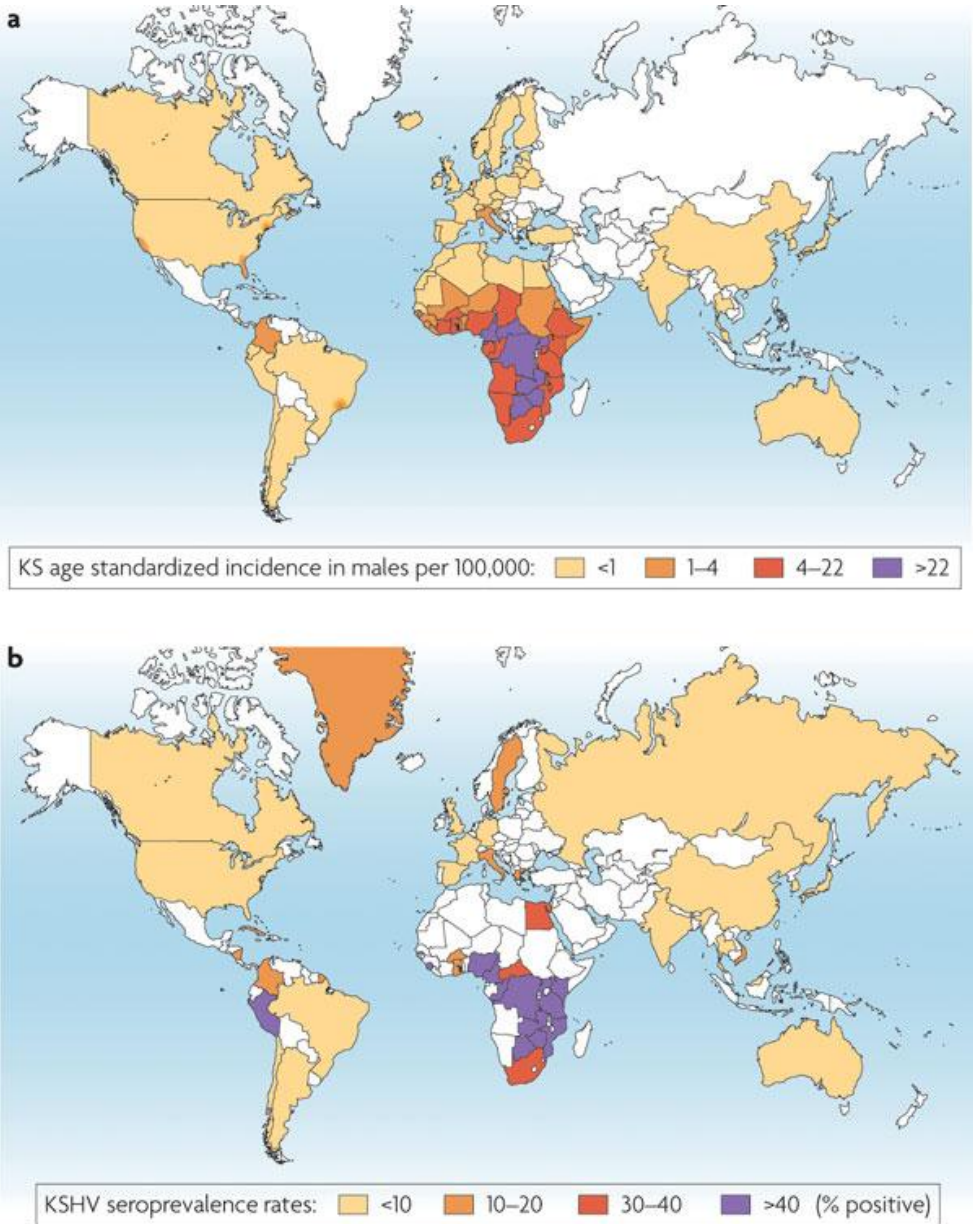 a
KS age standardized incidence in males per 100,000: <1 1–4 4–22 >22
b
KSHV seroprevalence rates: <10 10–20 30–40 >40 (% positive)